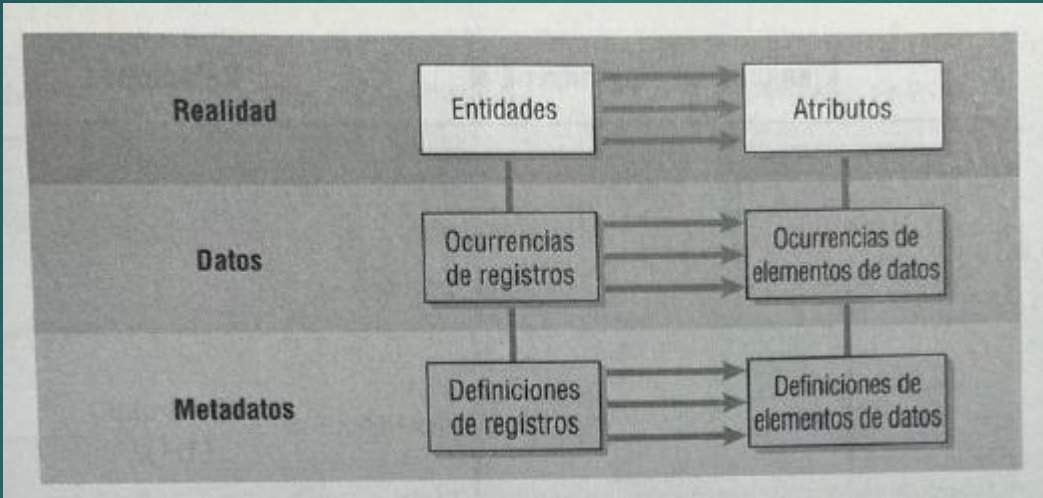 Realidad
Entidades
Atributos
Datos
Ocurrencias
de registros
Ocurrencias de
elementos de datos
Metadatos
Definiciones
de registros
Definiciones de
elementos de datos